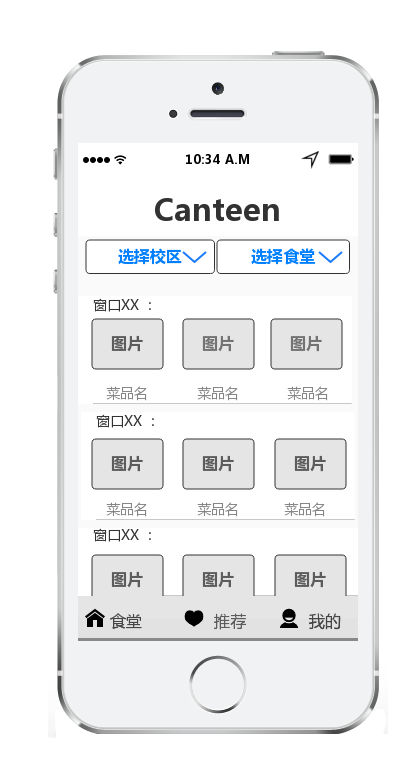 10:34 A.M
Canteen
选择校区 选择食堂
窗口XX ：
图片 图片 图片
菜品名 菜品名 菜品名
窗口XX ：
图片 图片 图片
菜品名 菜品名 菜品名
窗口XX ：
图片 图片 图片
食堂 推荐 我的